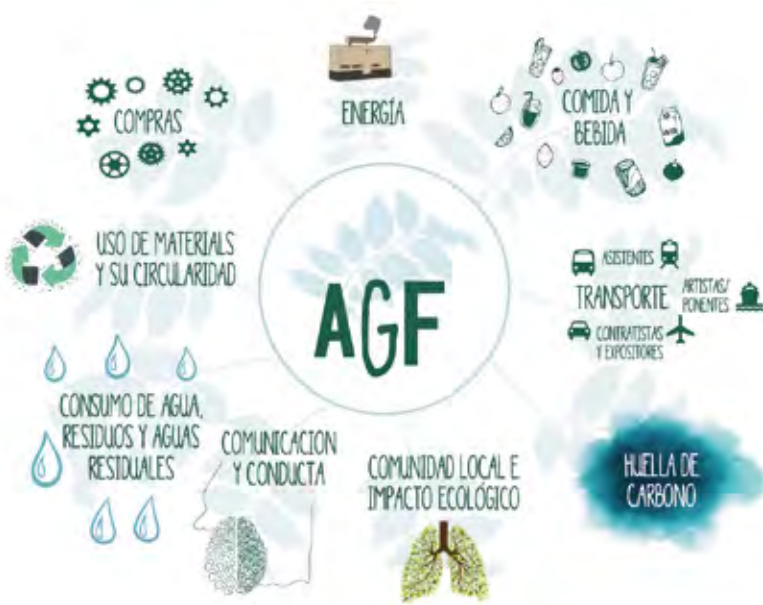 ENERGÍA
COMPRAS
COMIDA Y
BEBIDA
USO DE MATERIALS
Y SU CIRCULARIDAD
AGF
ASISTENTES
TRANSPORTE
ARTISTAS/
PONENTES
CONTRATISTAS
Y EXPOSITORES
CONSUMO DE AGUA,
RESIDUOS Y AGUAS
RESIDUALES
COMUNICACION
Y CONDUCTA
COMUNIDAD LOCAL E
IMPACTO ECOLÓGICO
HUELLA DE
CARBONO